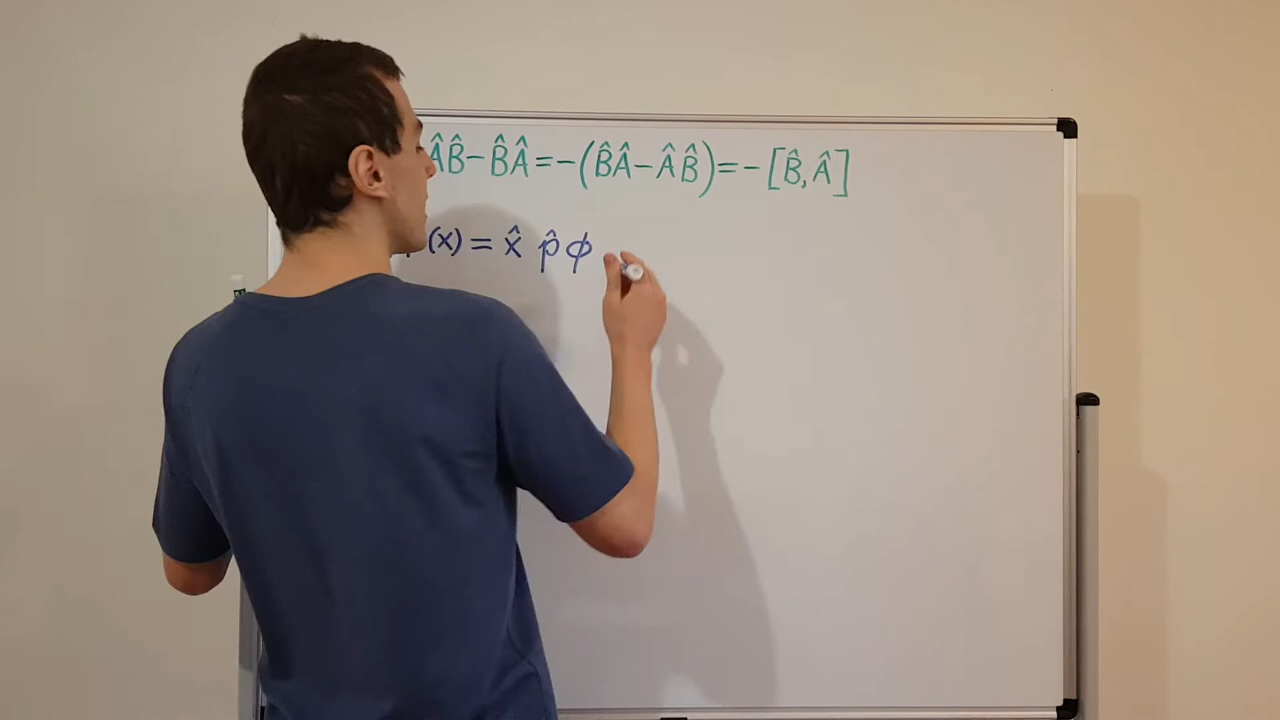 ÂB̂-B̂Â=-(B̂Â-ÂB̂)=-[B̂,Â]
(x) = x̂ p̂ϕ